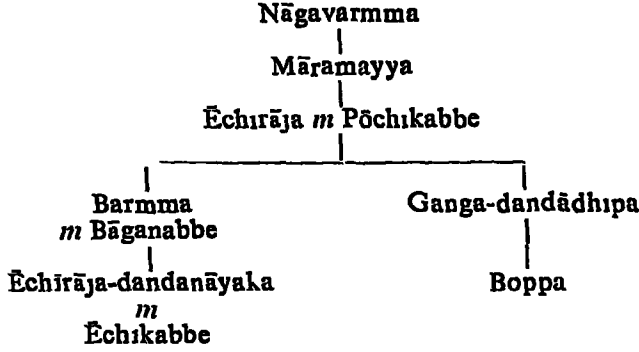 Nāgavarmma
Māramayya
Ēchirāja m Pōchikabbe
Barmma
m Bāganabbe
Ēchirāja-dandanāyaka
m
Ēchikabbe
Ganga-dandādhipa
Boppa